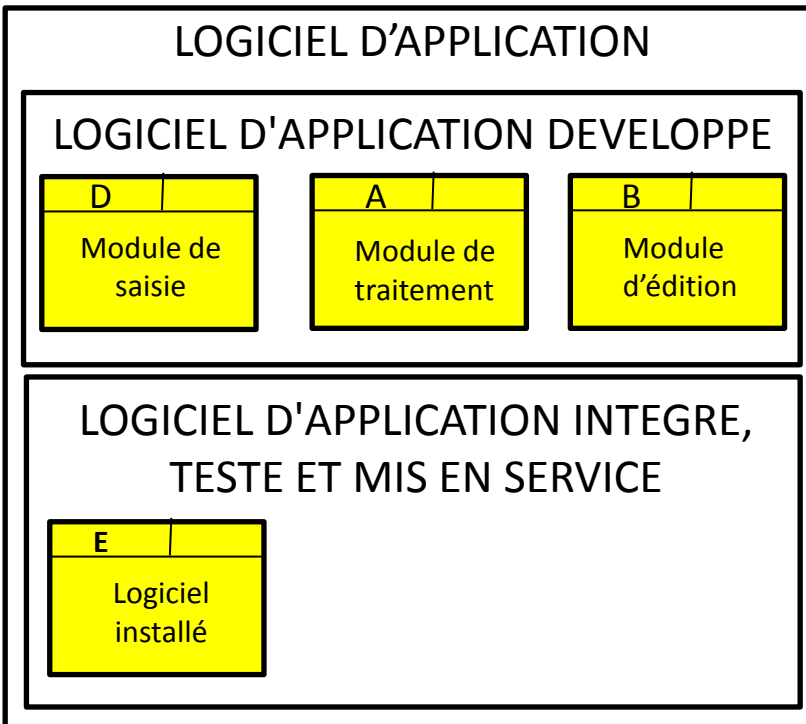 LOGICIEL D’APPLICATION
LOGICIEL D'APPLICATION DEVELOPPE
D
Module de
saisie
A
Module de
traitement
B
Module
d’édition
LOGICIEL D'APPLICATION INTEGRE,
TESTE ET MIS EN SERVICE
E
Logiciel
installé